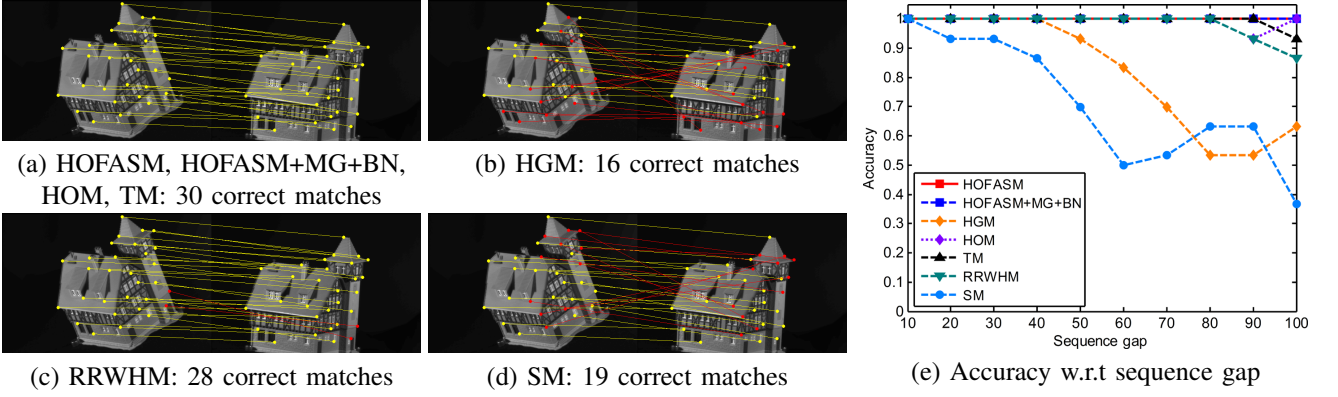 (a) HOFASM, HOFASM+MG+BN,
HOM, TM: 30 correct matches
(b) HGM: 16 correct matches
(c) RRWHM: 28 correct matches
(d) SM: 19 correct matches
1
0.9
0.8
0.7
0.6
0.5
0.4
0.3
0.2
0.1
0
Accuracy
HOFASM
HOFASM+MG+BN
HGM
HOM
TM
RRWHM
SM
10 20 30 40 50 60 70 80 90 100
Sequence gap
(e) Accuracy w.r.t sequence gap